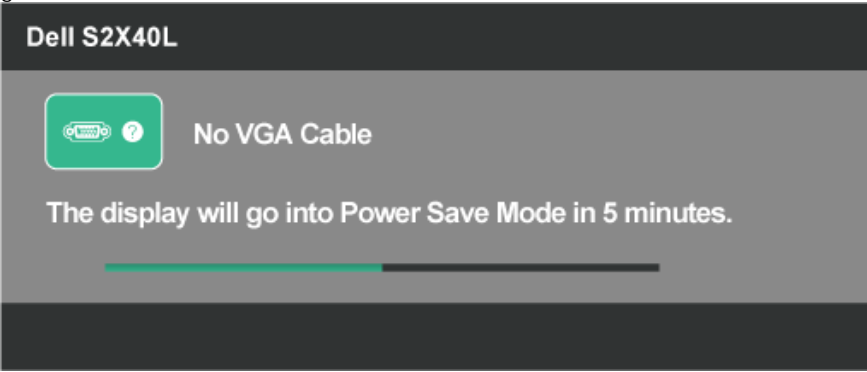 Dell S2X40L
No VGA Cable
The display will go into Power Save Mode in 5 minutes.